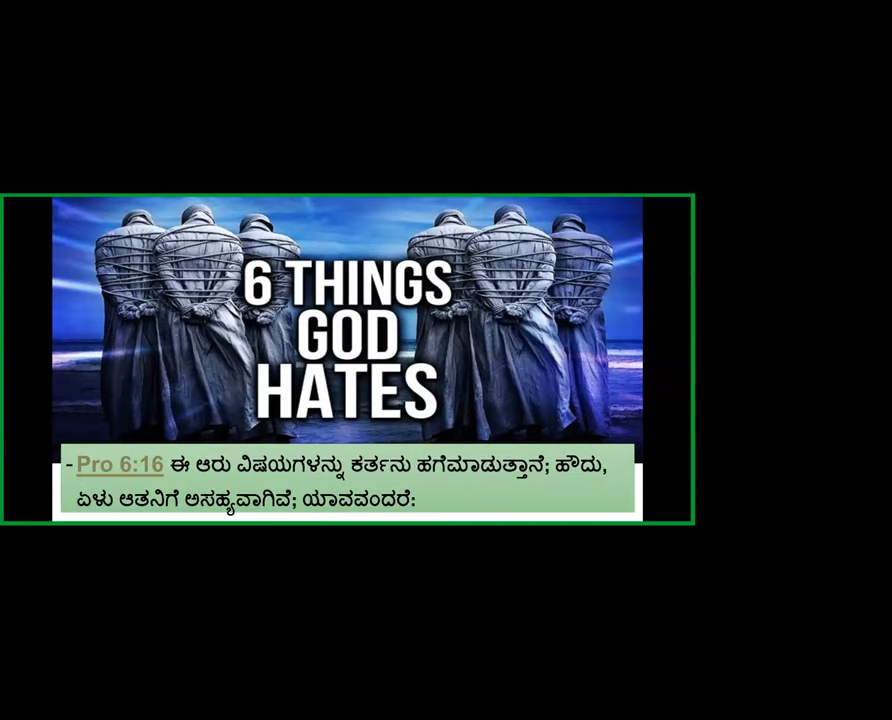 6 THINGS
GOD
HATES
- Pro 6:16 ಈ ಆರು ವಿಷಯಗಳನ್ನು ಕರ್ತನು ಹಗೆಮಾಡುತ್ತಾನೆ; ಹೌದು,
ಏಳು ಆತನಿಗೆ ಅಸಹ್ಯವಾಗಿವೆ; ಯಾವವಂದರೆ: